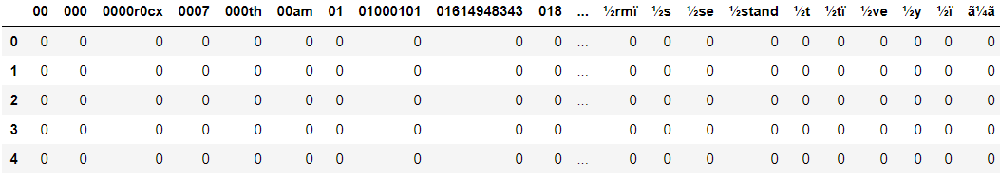 00 000 0000r0cx 0007 000th 00am 01 01000101 01614948343 018 ... ½rmï ½s ½se ½stand ½t ½tï ½ve ½y ½ï ã¼ã
0 0 0 0 0 0 0 0 0 0 0 ... 0 0 0 0 0 0 0 0 0 0
1 0 0 0 0 0 0 0 0 0 0 ... 0 0 0 0 0 0 0 0 0 0
2 0 0 0 0 0 0 0 0 0 0 ... 0 0 0 0 0 0 0 0 0 0
3 0 0 0 0 0 0 0 0 0 0 ... 0 0 0 0 0 0 0 0 0 0
4 0 0 0 0 0 0 0 0 0 0 ... 0 0 0 0 0 0 0 0 0 0